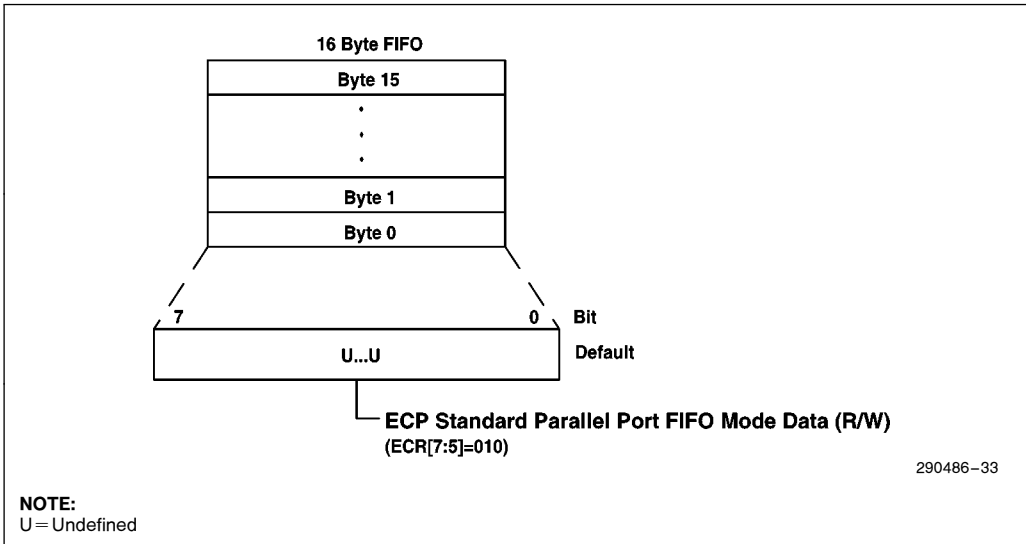 16 Byte FIFO
Byte 15
Byte 1
Byte 0
7 0 Bit
U...U Default
ECP Standard Parallel Port FIFO Mode Data (R/W)
(ECR[7:5]=010)
290486–33
NOTE:
U=Undefined